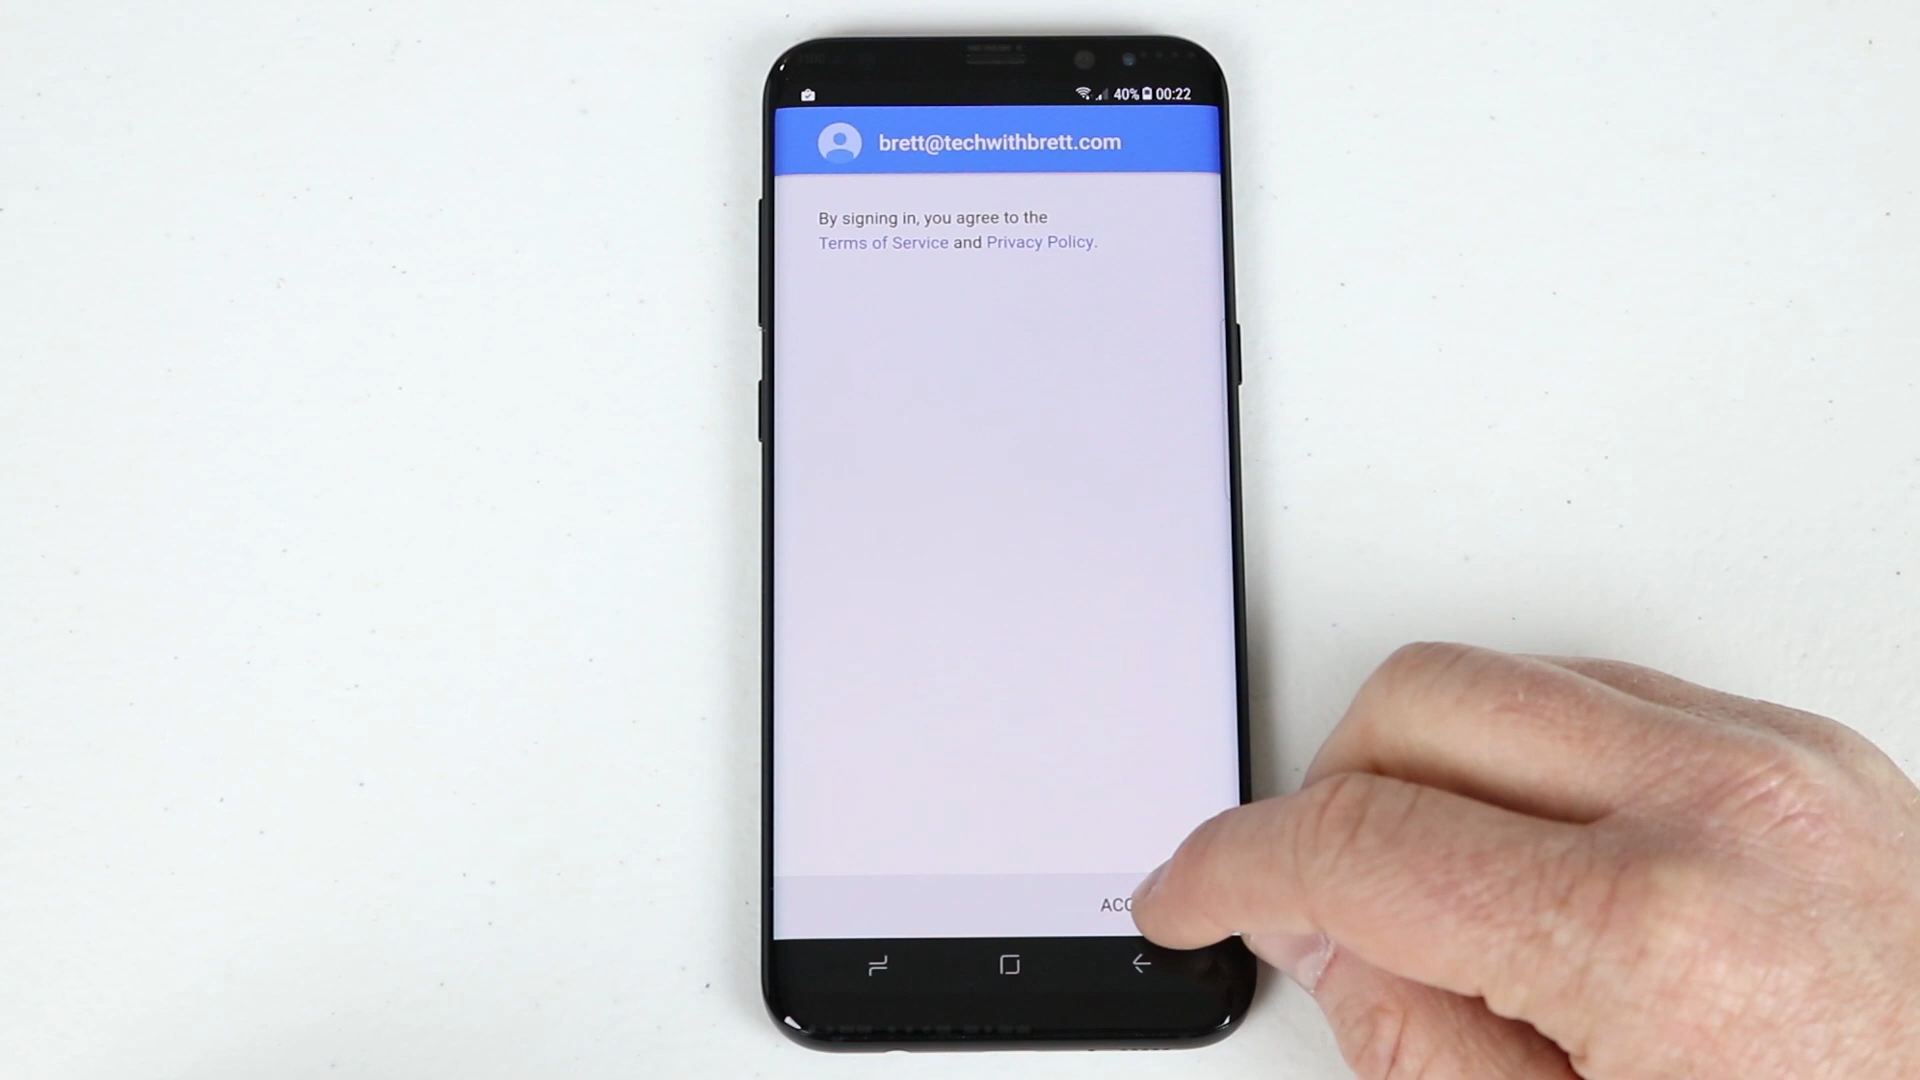 40% 00:22
brett@techwithbrett.com
By signing in, you agree to the
Terms of Service and Privacy Policy.